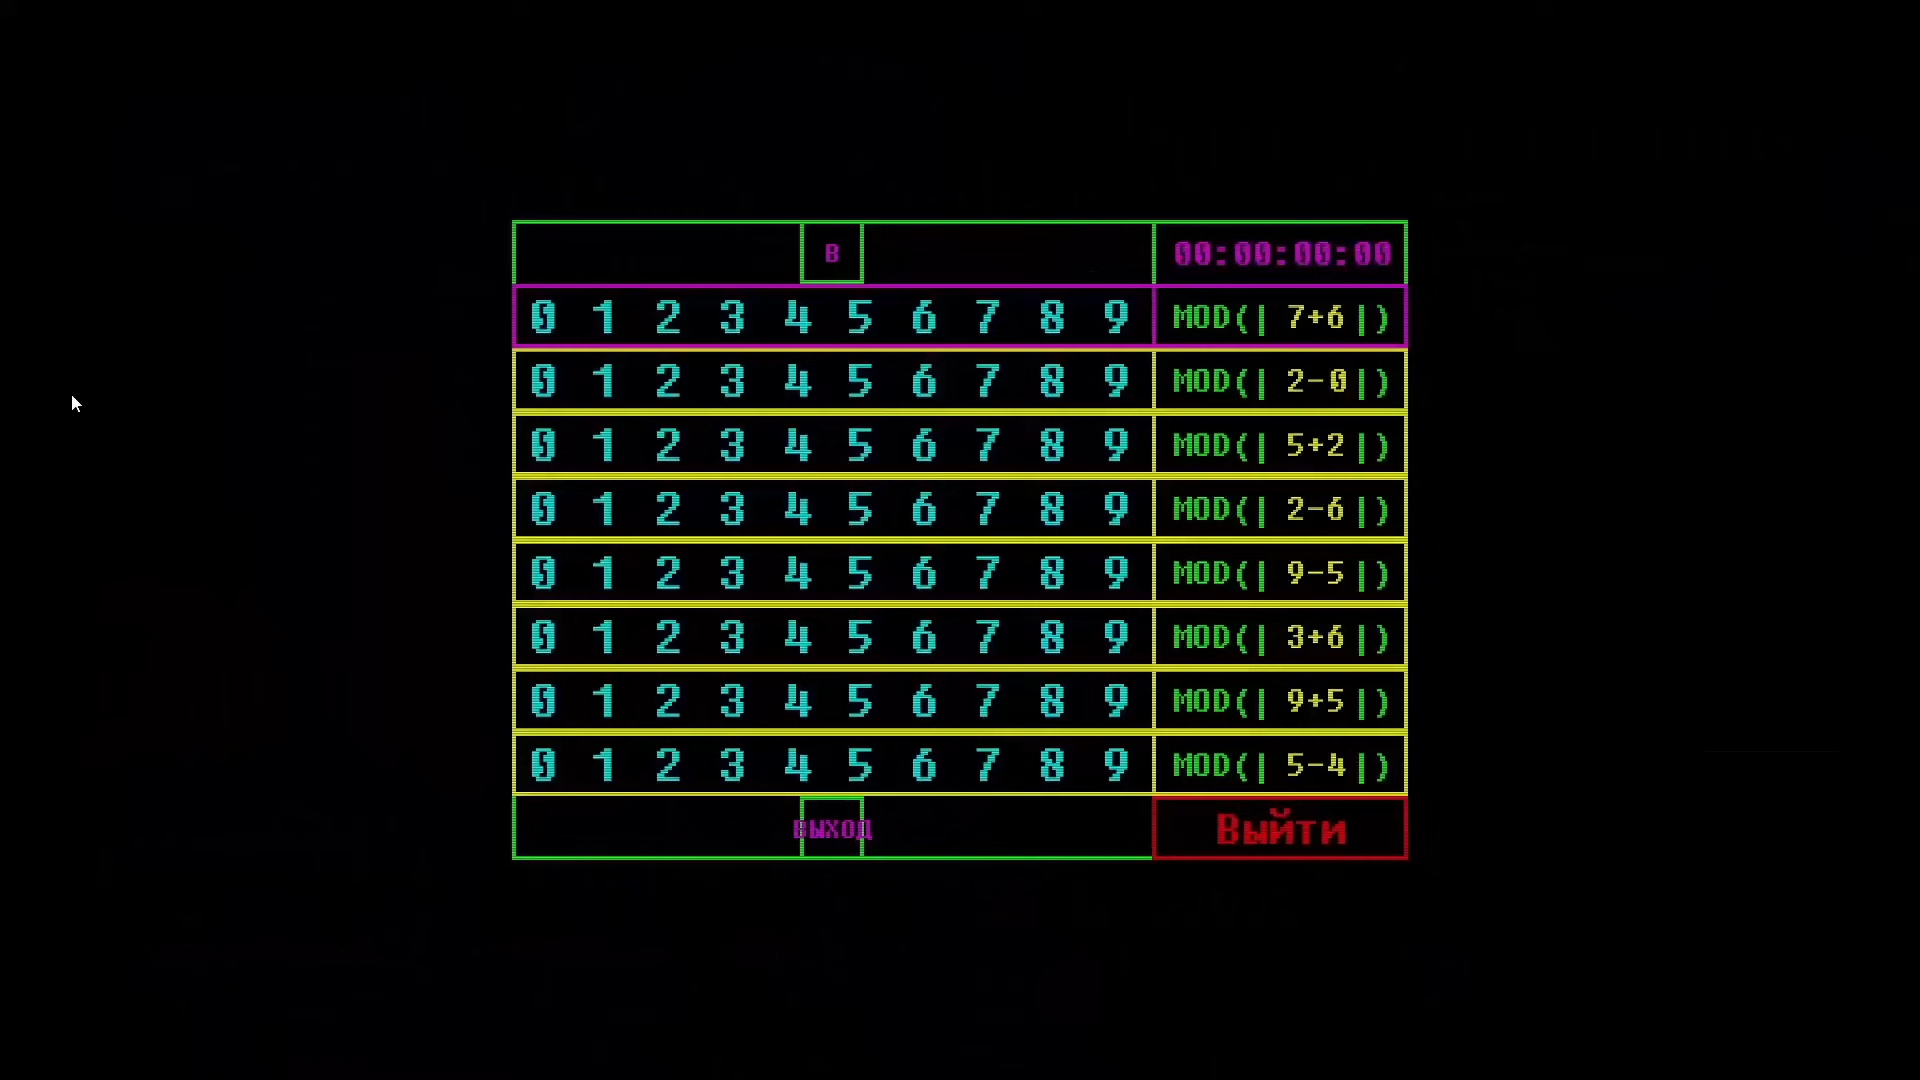 В 00:00:00:00
0 1 2 3 4 5 6 7 8 9 MOD(| 7+6 |)
0 1 2 3 4 5 6 7 8 9 MOD(| 2-0 |)
0 1 2 3 4 5 6 7 8 9 MOD(| 5+2 |)
0 1 2 3 4 5 6 7 8 9 MOD(| 2-6 |)
0 1 2 3 4 5 6 7 8 9 MOD(| 9-5 |)
0 1 2 3 4 5 6 7 8 9 MOD(| 3+6 |)
0 1 2 3 4 5 6 7 8 9 MOD(| 9+5 |)
0 1 2 3 4 5 6 7 8 9 MOD(| 5-4 |)
ВЫХОД Выйти